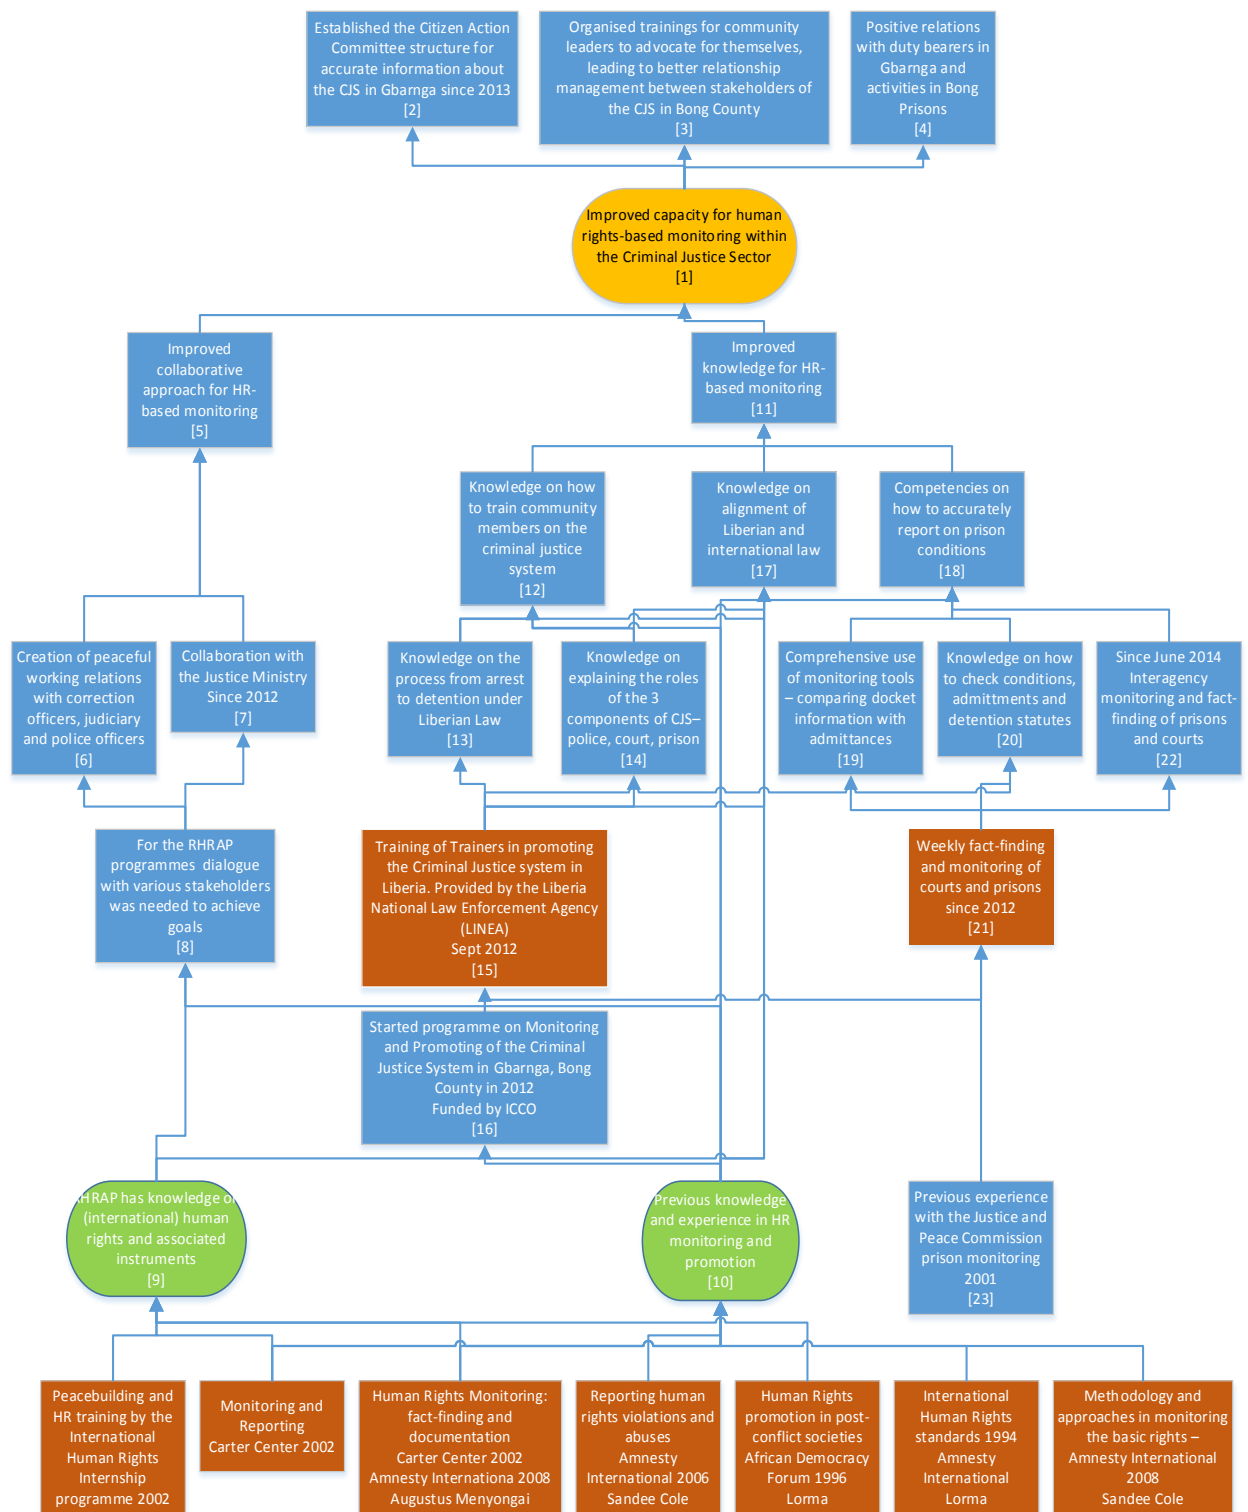 Established the Citizen Action
Committee structure for
accurate information about
the CJS in Gbarnga since 2013
[2]
Organised trainings for community
leaders to advocate for themselves,
leading to better relationship
management between stakeholders of
the CJS in Bong County
[3]
Positive relations
with duty bearers in
Gbarnga and
activities in Bong
Prisons
[4]
Improved capacity for human
rights-based monitoring within
the Criminal Justice Sector
[1]
Improved
collaborative
approach for HR-
based monitoring
[5]
Improved
knowledge for HR-
based monitoring
[11]
Knowledge on how
to train community
members on the
criminal justice
system
[12]
Knowledge on
alignment of
Liberian and
international law
[17]
Competencies on
how to accurately
report on prison
conditions
[18]
Creation of peaceful
working relations
with correction
officers, judiciary
and police officers
[6]
Collaboration with
the Justice Ministry
Since 2012
[7]
Knowledge on the
process from arrest
to detention under
Liberian Law
[13]
Knowledge on
explaining the roles
of the 3
components of CJS–
police, court, prison
[14]
Comprehensive use
of monitoring tools
– comparing docket
information with
admittances
[19]
Knowledge on how
to check conditions,
admittments and
detention statutes
[20]
Since June 2014
Interagency
monitoring and fact-
finding of prisons
and courts
[22]
For the RHRAP
programmes dialogue
with various stakeholders
was needed to achieve
goals
[8]
Training of Trainers in promoting
the Criminal Justice system in
Liberia. Provided by the Liberia
National Law Enforcement Agency
(LINEA)
Sept 2012
[15]
Weekly fact-finding
and monitoring of
courts and prisons
since 2012
[21]
Started programme on Monitoring
and Promoting of the Criminal
Justice System in Gbarnga, Bong
County in 2012
Funded by ICCO
[16]
RHRAP has knowledge on
(international) human
rights and associated
instruments
[9]
Previous knowledge
and experience in HR
monitoring and
promotion
[10]
Previous experience
with the Justice and
Peace Commission
prison monitoring
2001
[23]
Peacebuilding and
HR training by the
International
Human Rights
Internship
programme 2002
Monitoring and
Reporting
Carter Center 2002
Human Rights Monitoring:
fact-finding and
documentation
Carter Center 2002
Amnesty Internationa 2008
Augustus Menyongai
Reporting human
rights violations and
abuses
Amnesty
International 2006
Sandee Cole
Human Rights
promotion in post-
conflict societies
African Democracy
Forum 1996
Lorma
International
Human Rights
standards 1994
Amnesty
International
Lorma
Methodology and
approaches in monitoring
the basic rights –
Amnesty International
2008
Sandee Cole